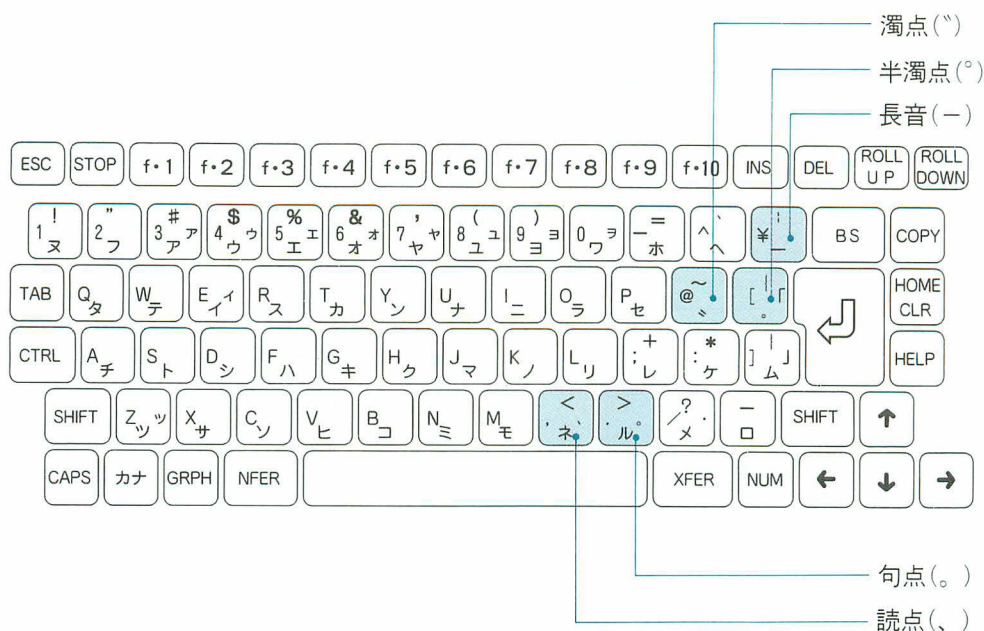 濁点(゛)
半濁点(゜)
長音(ー)
ESC STOP f・1 f・2 f・3 f・4 f・5 f・6 f・7 f・8 f・9 f・10 INS DEL ROLL UP ROLL DOWN
! 1 ヌ " 2 フ # 3 ァ ア $ 4 ゥ ウ % 5 ェ エ & 6 ォ オ ' 7 ャ ヤ ( 8 ュ ユ ) 9 ョ ヨ 0 ヲ ワ = ー ホ ` ^ ヘ ¦ ¥ ー BS COPY
TAB Q タ W テ E ィ イ R ス T カ Y ン U ナ I ニ O ラ P セ ~ @ ゛ [ 「 ゜ HOME CLR
CTRL A チ S ト D シ F ハ G キ H ク J マ K ノ L リ + ; レ * : ケ ] 」 ム HELP
SHIFT Z ッ ツ X サ C ソ V ヒ B コ N ミ M モ < , 、 ネ > . 。 ル ? / ・ メ _ ロ SHIFT ↑
CAPS カナ GRPH NFER XFER NUM ← ↓ →
句点(。)
読点(、)